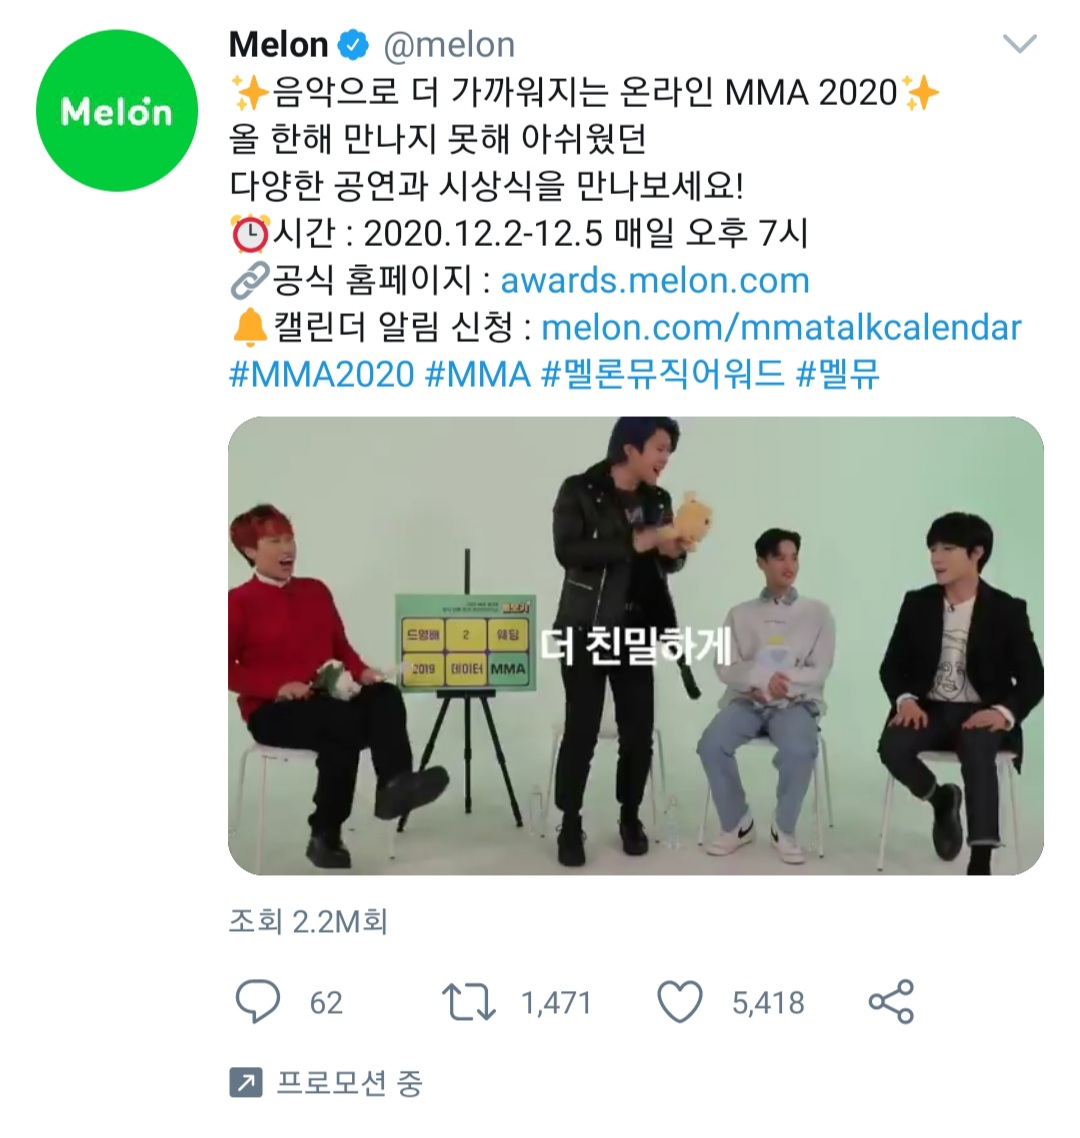 Melon
Melon @melon
✨음악으로 더 가까워지는 온라인 MMA 2020✨
올 한해 만나지 못해 아쉬웠던
다양한 공연과 시상식을 만나보세요!
⏰시간 : 2020.12.2-12.5 매일 오후 7시
🔗공식 홈페이지 : awards.melon.com
🔔캘린더 알림 신청 : melon.com/mmatalkcalendar
#MMA2020 #MMA #멜론뮤직어워드 #멜뮤
드영배 2 웨딩
2019 데이터 MMA
더 친밀하게
조회 2.2M회
62 1,471 5,418
프로모션 중